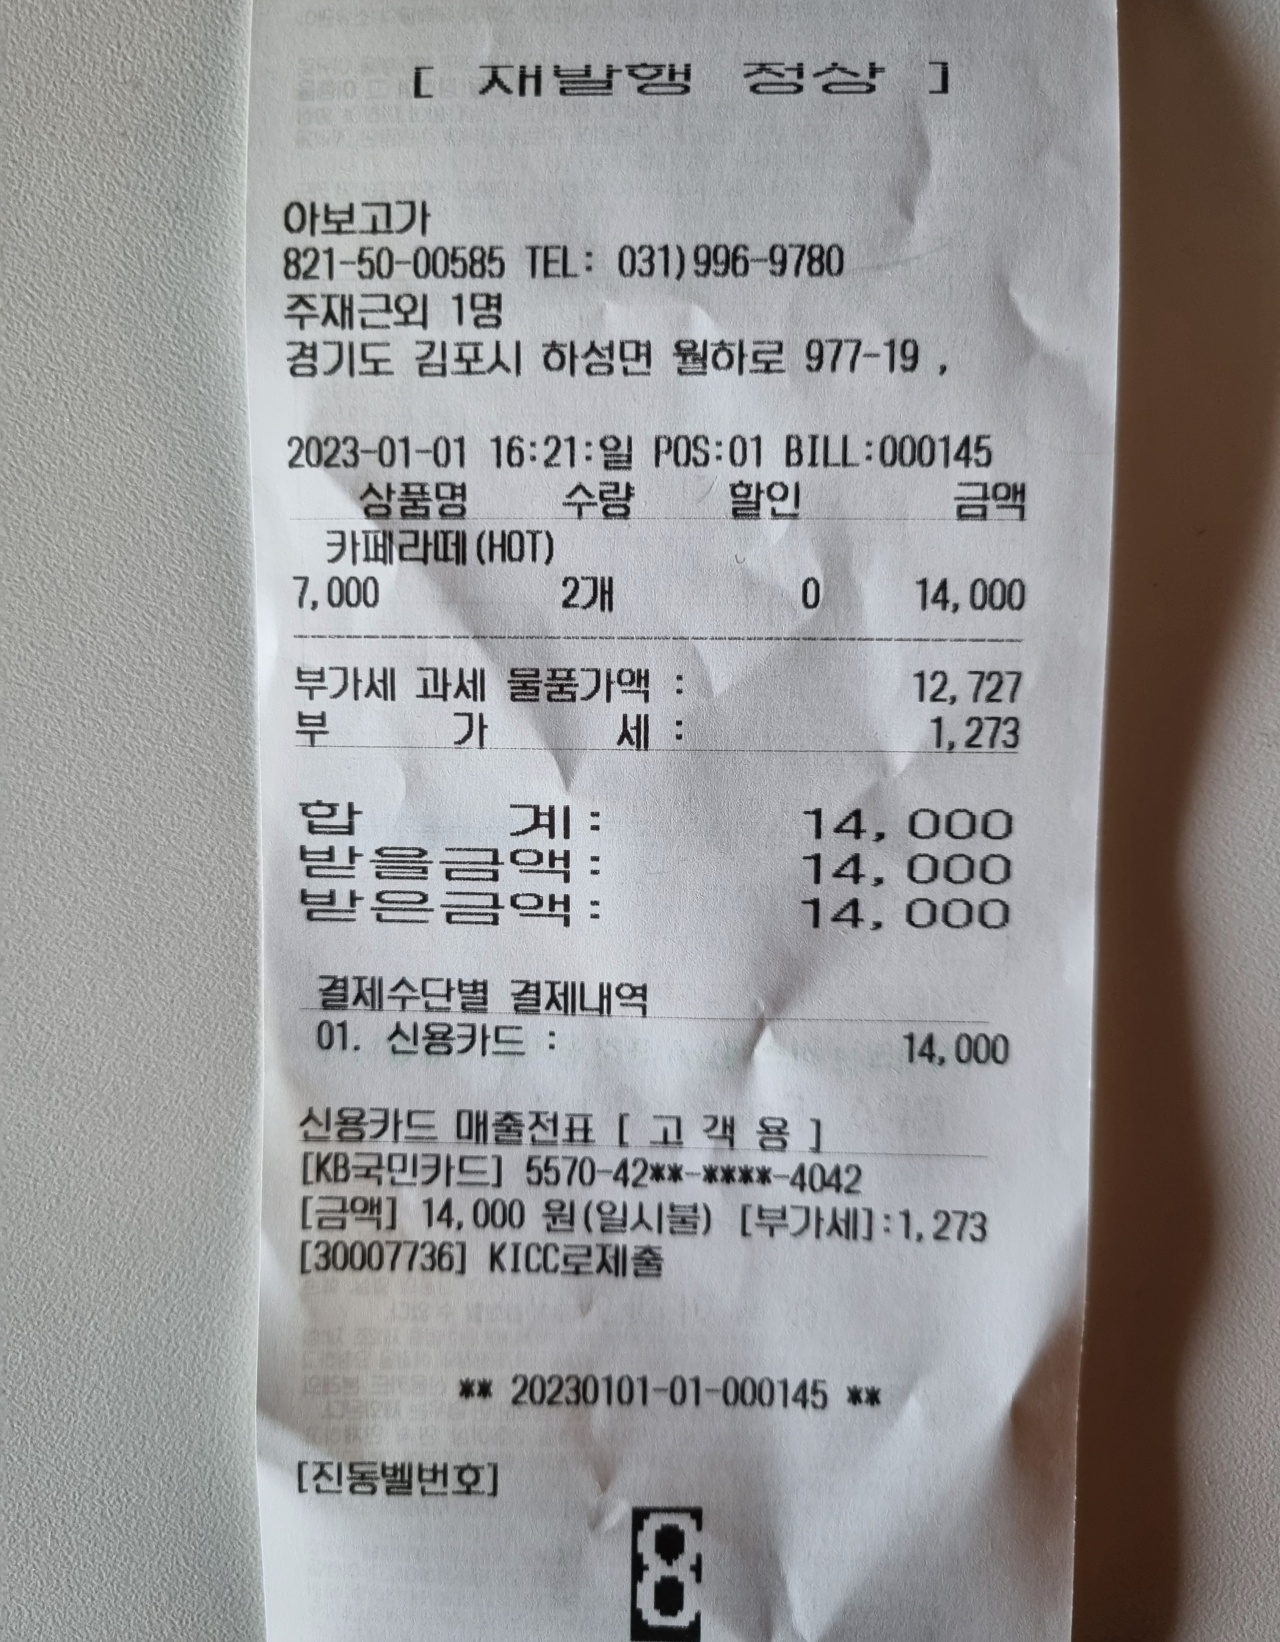 [ 재발행 정상 ]
아보고가
821-50-00585 TEL: 031)996-9780
주재근외 1명
경기도 김포시 하성면 월하로 977-19 ,
2023-01-01 16:21:일 POS:01 BILL:000145
상품명 수량 할인 금액
카페라떼(HOT)
7,000 2개 0 14,000
부가세 과세 물품가액 : 12,727
부 가 세 : 1,273
합 계 : 14,000
받을금액 : 14,000
받은금액 : 14,000
결제수단별 결제내역
01. 신용카드 : 14,000
신용카드 매출전표 [ 고 객 용 ]
[KB국민카드] 5570-42**-****-4042
[금액] 14,000 원(일시불) [부가세]:1,273
[30007736] KICC로제출
** 20230101-01-000145 **
[진동벨번호]
8